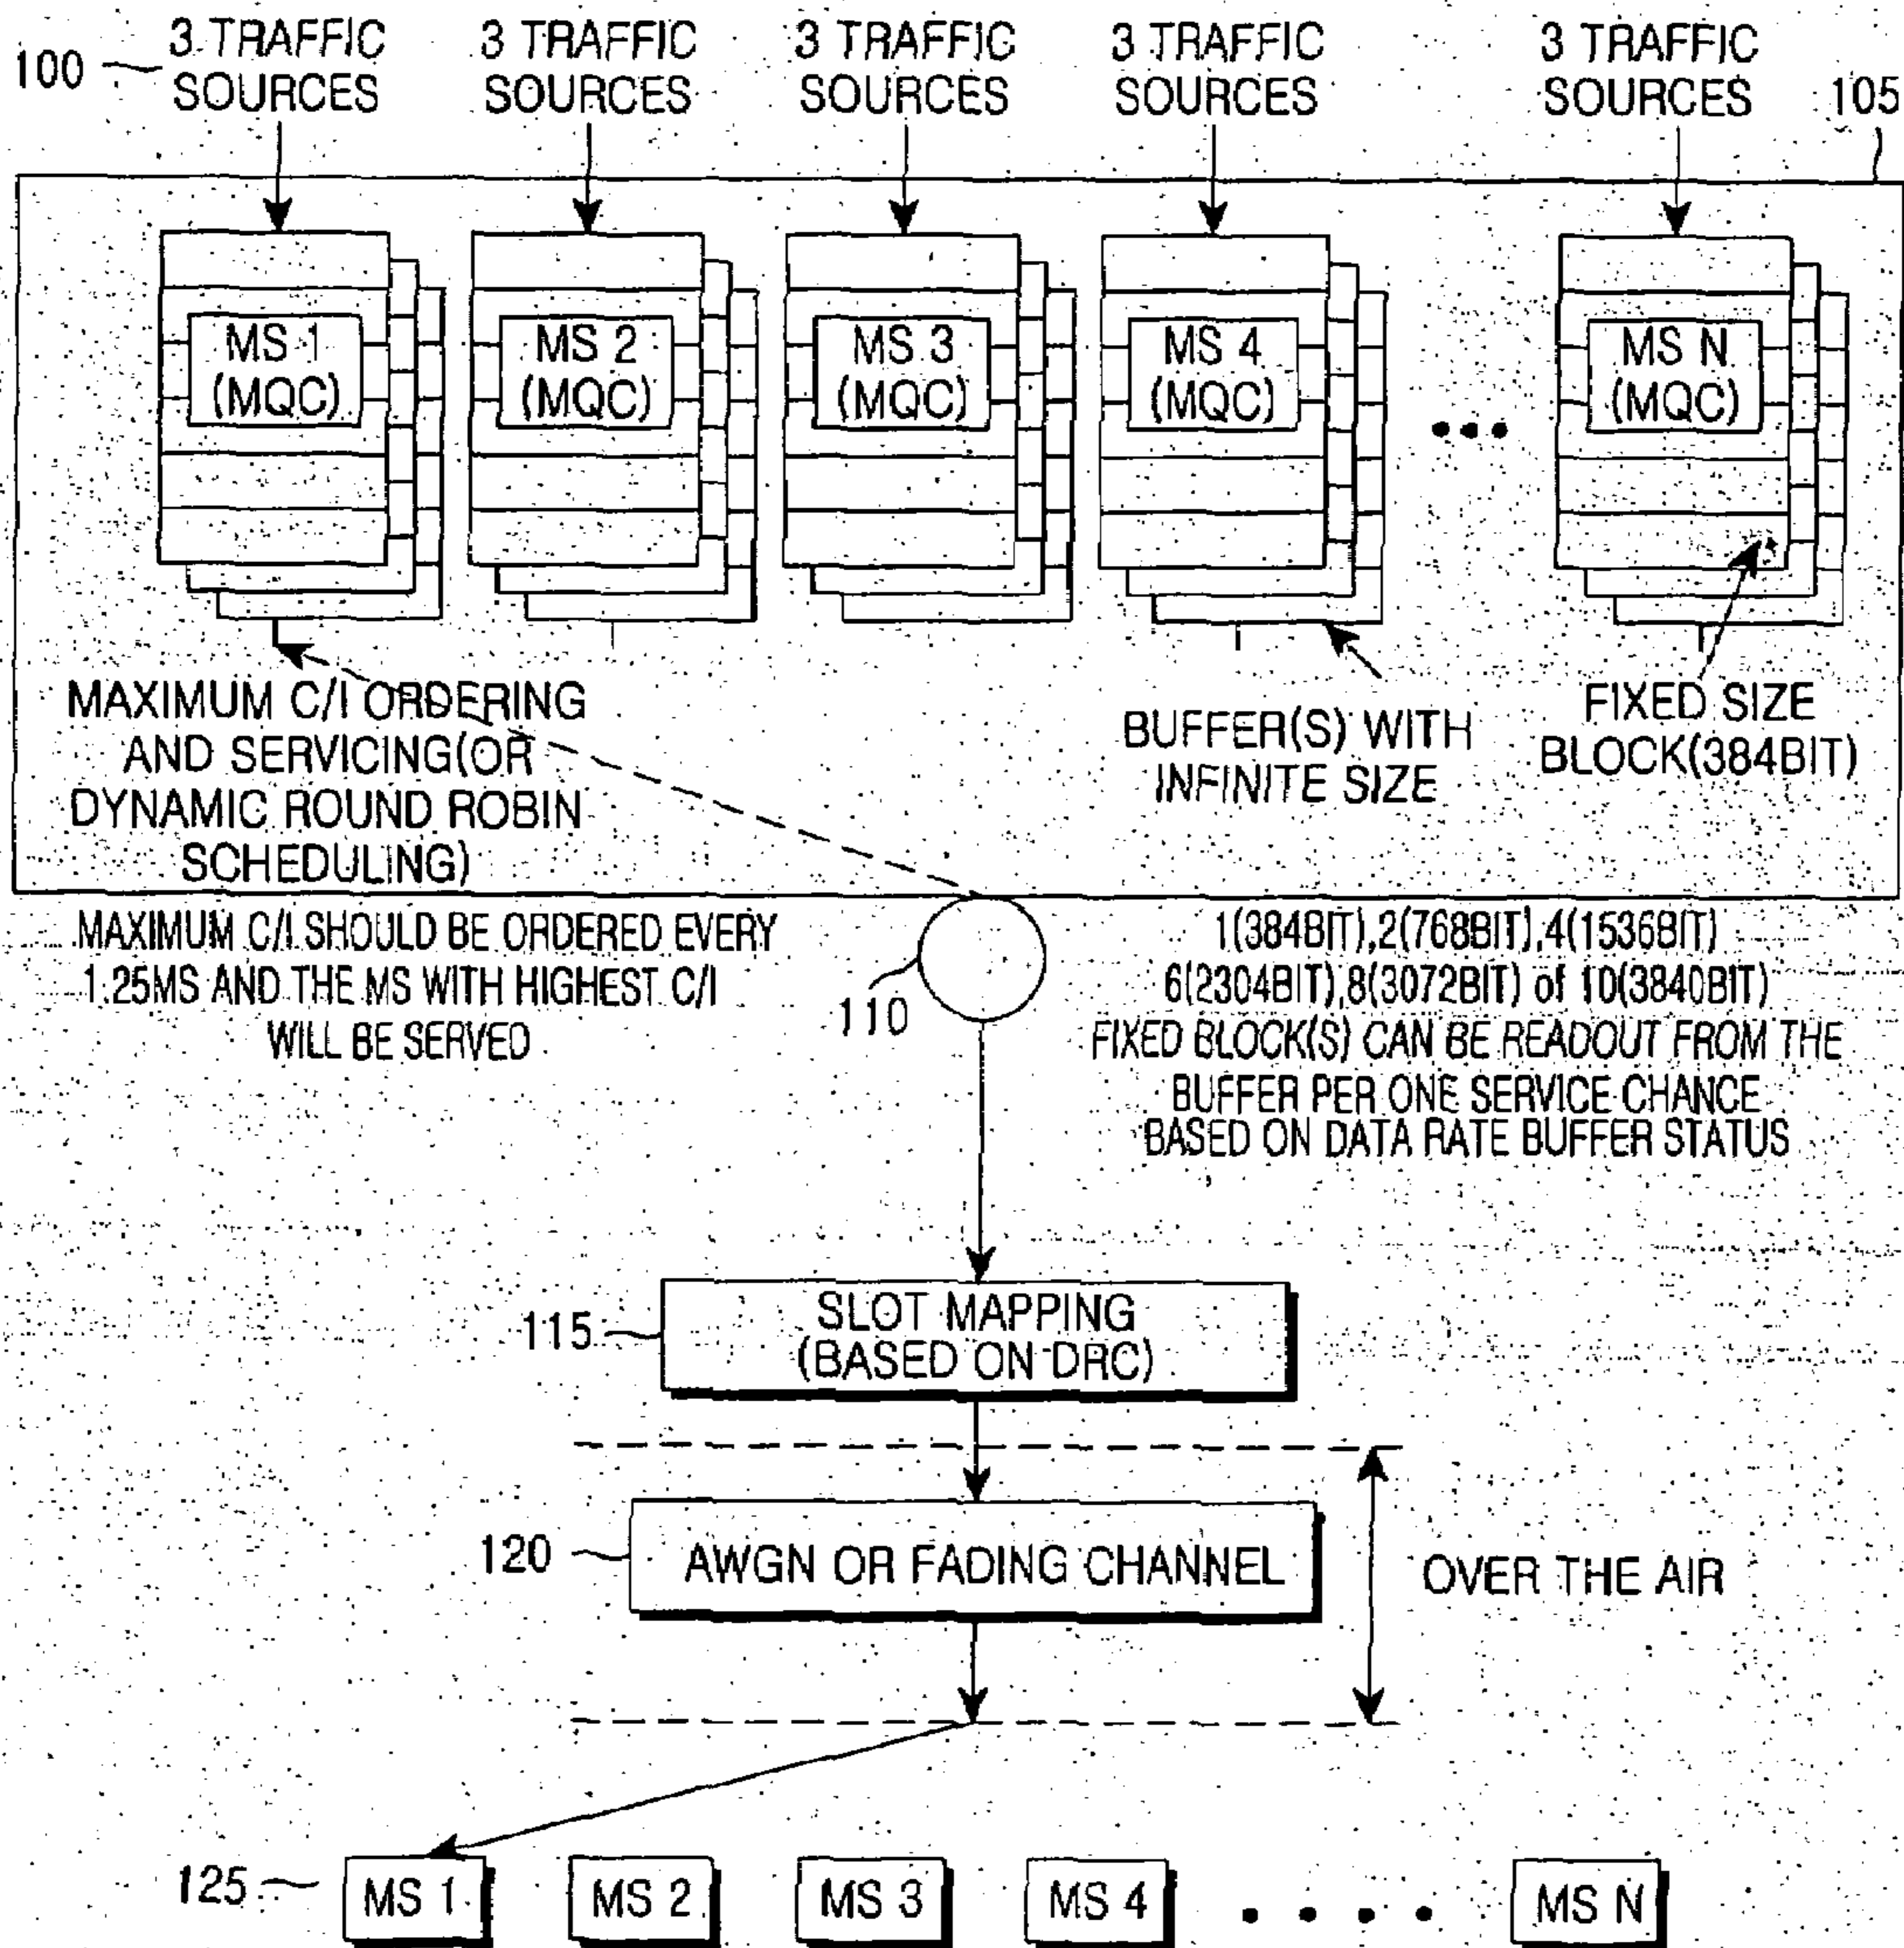 100
3 TRAFFIC
SOURCES
3 TRAFFIC
SOURCES
3 TRAFFIC
SOURCES
3 TRAFFIC
SOURCES
3 TRAFFIC
SOURCES
105
MS 1
(MQC)
MS 2
(MQC)
MS 3
(MQC)
MS 4
(MQC)
MS N
(MQC)
MAXIMUM C/I ORDERING
AND SERVICING(OR
DYNAMIC ROUND ROBIN
SCHEDULING)
BUFFER(S) WITH
INFINITE SIZE
FIXED SIZE
BLOCK(384BIT)
MAXIMUM C/I SHOULD BE ORDERED EVERY
1.25MS AND THE MS WITH HIGHEST C/I
WILL BE SERVED
110
1(384BIT),2(768BIT),4(1536BIT)
6(2304BIT),8(3072BIT) of 10(3840BIT)
FIXED BLOCK(S) CAN BE READOUT FROM THE
BUFFER PER ONE SERVICE CHANCE
BASED ON DATA RATE BUFFER STATUS
115
SLOT MAPPING
(BASED ON DRC)
120
AWGN OR FADING CHANNEL
OVER THE AIR
125
MS 1
MS 2
MS 3
MS 4
MS N